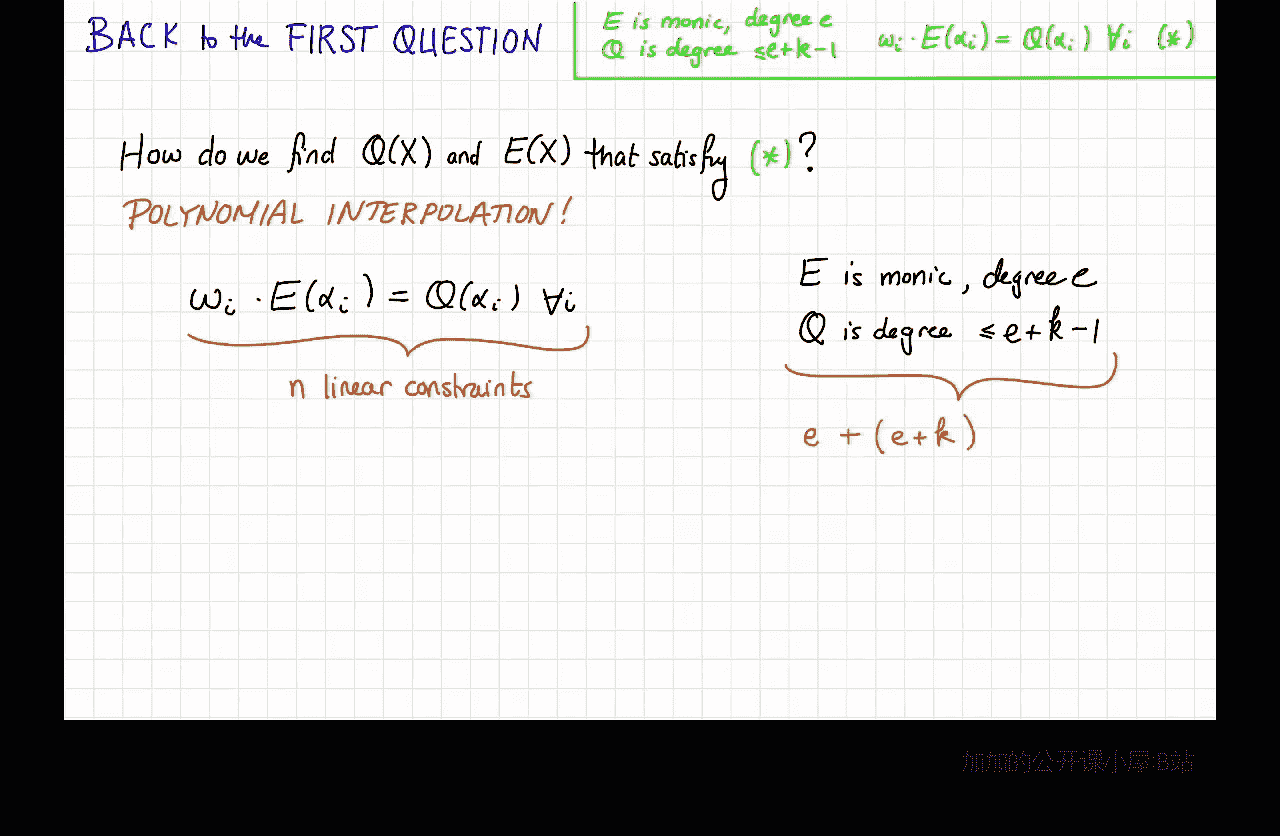 BACK to the FIRST QUESTION
E is monic, degree e
Q is degree ≤e+k-1
wᵢ·E(αᵢ)=Q(αᵢ) ∀i (*)
How do we find Q(X) and E(X) that satisfy (*)?
POLYNOMIAL INTERPOLATION!
wᵢ·E(αᵢ)=Q(αᵢ) ∀i
n linear constraints
E is monic, degree e
Q is degree ≤e+k-1
e+(e+k)
加加的公开课小屋:B站